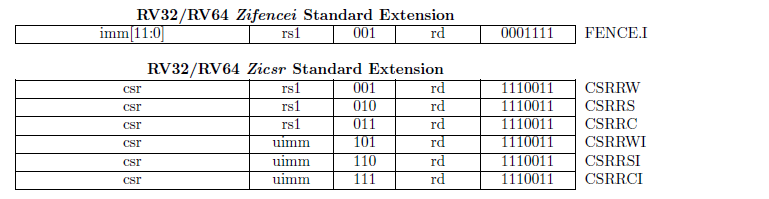 RV32/RV64 Zifencei Standard Extension
imm[11:0] rs1 001 rd 0001111 FENCE.I
RV32/RV64 Zicsr Standard Extension
csr rs1 001 rd 1110011 CSRRW
csr rs1 010 rd 1110011 CSRRS
csr rs1 011 rd 1110011 CSRRC
csr uimm 101 rd 1110011 CSRRWI
csr uimm 110 rd 1110011 CSRRSI
csr uimm 111 rd 1110011 CSRRCI